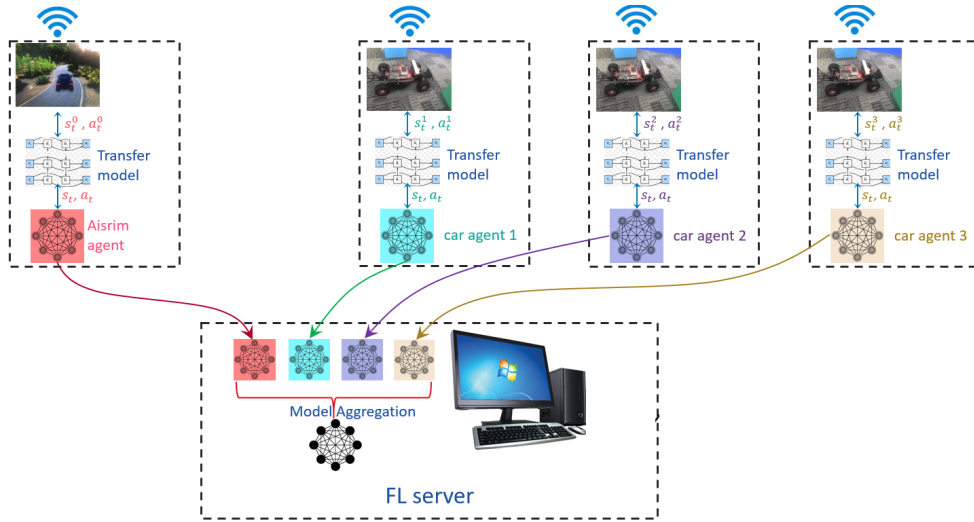 s_t^0 , a_t^0
Transfer
model
s_t, a_t
Aisrim
agent
s_t^1 , a_t^1
Transfer
model
s_t, a_t
car agent 1
s_t^2 , a_t^2
Transfer
model
s_t, a_t
car agent 2
s_t^3 , a_t^3
Transfer
model
s_t, a_t
car agent 3
Model Aggregation
FL server